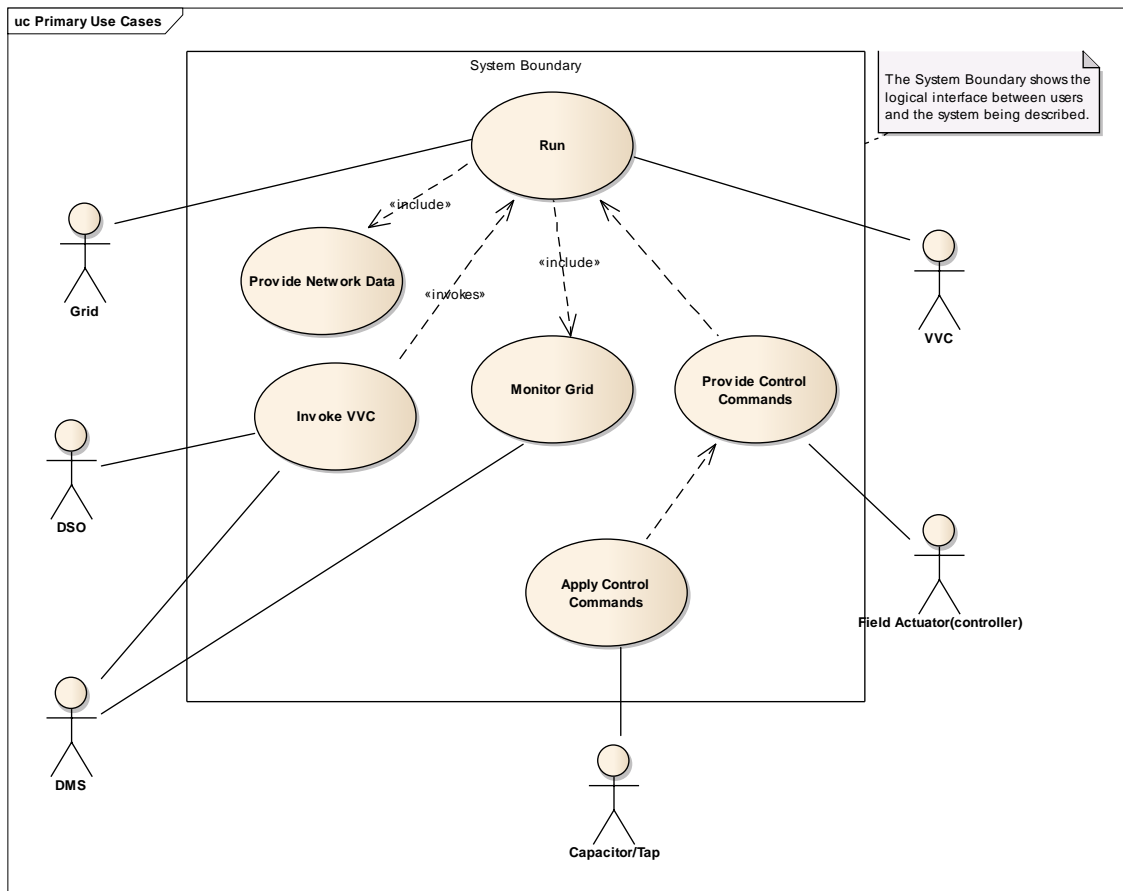 uc Primary Use Cases
System Boundary
The System Boundary shows the
logical interface between users
and the system being described.
Run
«include»
Grid
Provide Network Data
«include»
«invokes»
VVC
Invoke VVC
Monitor Grid
Provide Control
Commands
DSO
Apply Control
Commands
Field Actuator(controller)
DMS
Capacitor/Tap